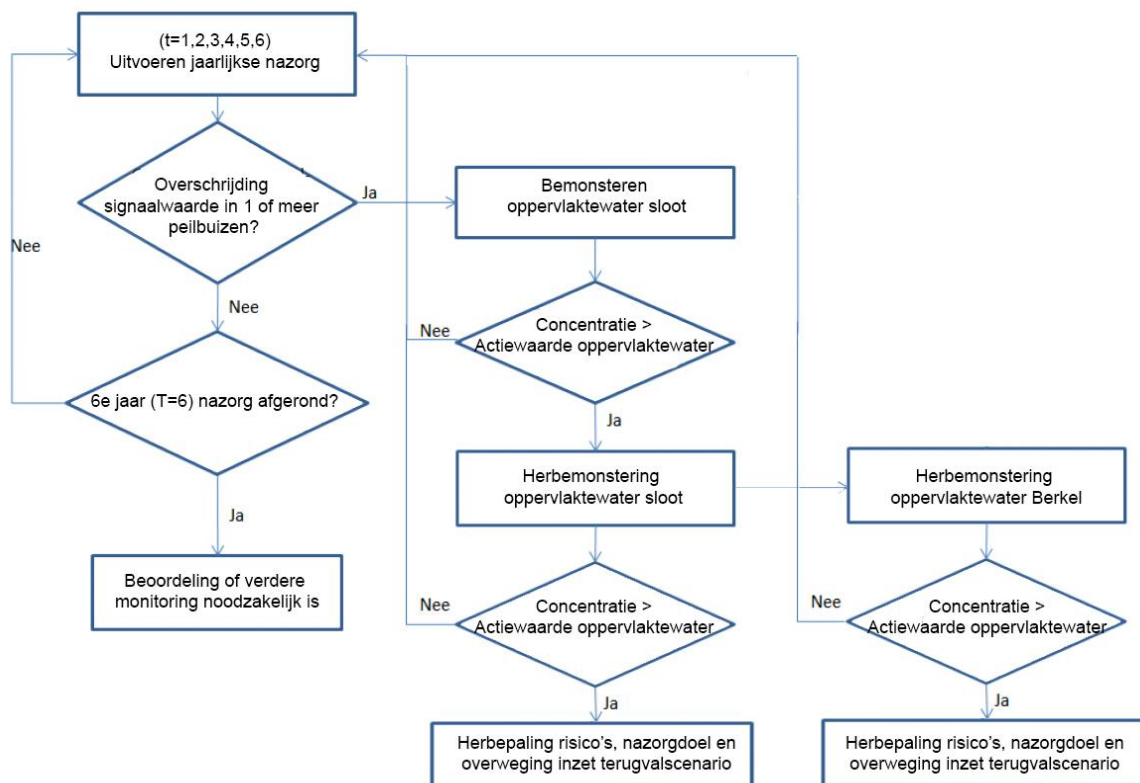 (t=1,2,3,4,5,6)
Uitvoeren jaarlijkse nazorg
Overschrijding
signaalwaarde in 1 of meer
peilbuizen?
Ja
Bemonsteren
oppervlaktewater sloot
Nee
Nee
Concentratie >
Actiewaarde oppervlaktewater
Nee
6e jaar (T=6) nazorg afgerond?
Ja
Herbemonstering
oppervlaktewater sloot
Herbemonstering
oppervlaktewater Berkel
Ja
Beoordeling of verdere
monitoring noodzakelijk is
Nee
Concentratie >
Actiewaarde oppervlaktewater
Nee
Concentratie >
Actiewaarde oppervlaktewater
Ja
Ja
Herbepaling risico's, nazorgdoel en
overweging inzet terugvalscenario
Herbepaling risico's, nazorgdoel en
overweging inzet terugvalscenario